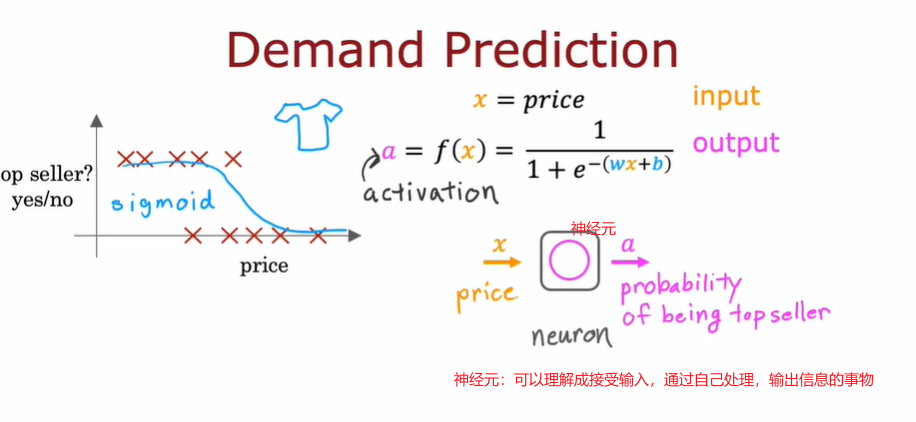 Demand Prediction
x = price
input
a = f(x) = 1 / 1 + e^-(wx+b)
output
activation
op seller?
yes/no
sigmoid
price
神经元
x
a
price
probability
of being top seller
neuron
神经元：可以理解成接受输入，通过自己处理，输出信息的事物